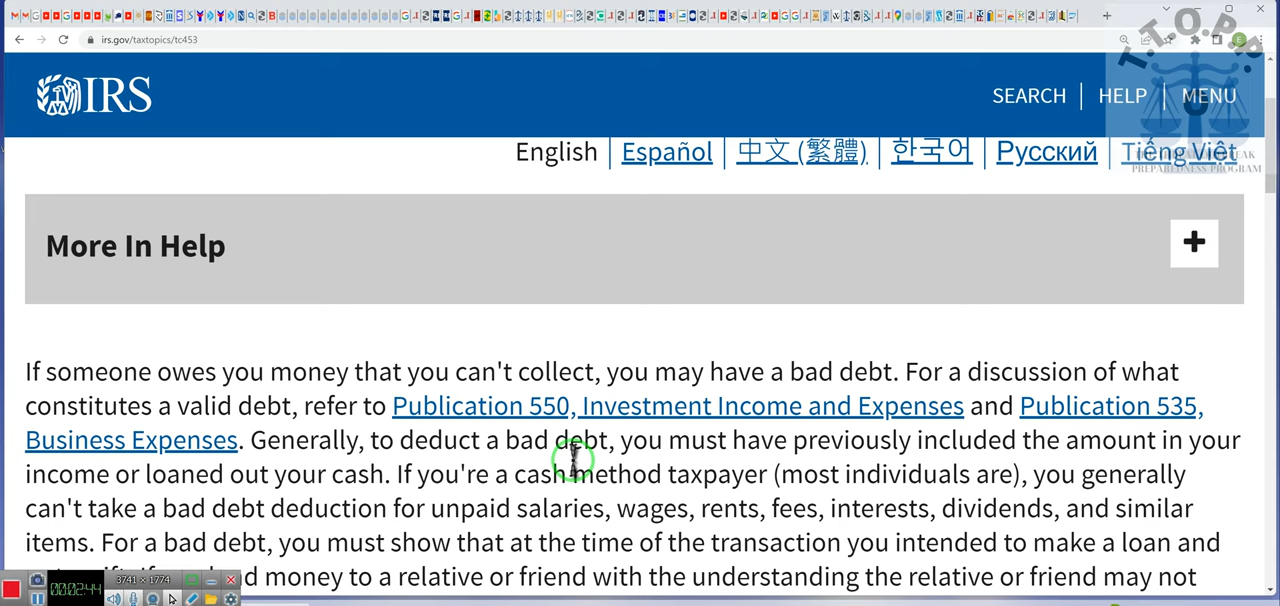 irs.gov/taxtopics/tc453
T.T.O.P.P.
IRS
SEARCH | HELP | MENU
English | Español | 中文 (繁體) | 한국어 | Русский | Tiếng Việt
PREPAREDNESS PROGRAM
More In Help
If someone owes you money that you can't collect, you may have a bad debt. For a discussion of what
constitutes a valid debt, refer to Publication 550, Investment Income and Expenses and Publication 535,
Business Expenses. Generally, to deduct a bad debt, you must have previously included the amount in your
income or loaned out your cash. If you're a cash method taxpayer (most individuals are), you generally
can't take a bad debt deduction for unpaid salaries, wages, rents, fees, interests, dividends, and similar
items. For a bad debt, you must show that at the time of the transaction you intended to make a loan and
money to a relative or friend with the understanding the relative or friend may not
3741 x 1774
00:02:44